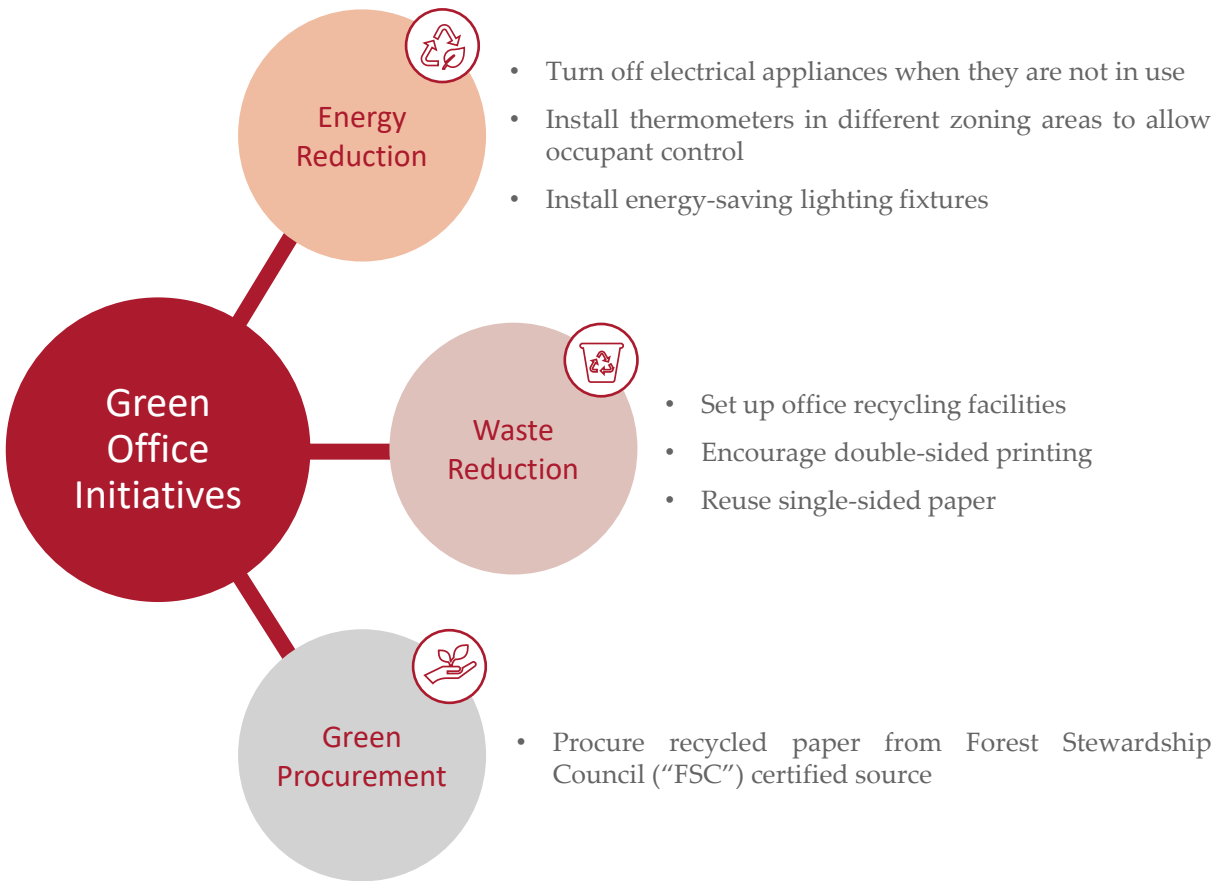 Green
Office
Initiatives
Energy
Reduction
• Turn off electrical appliances when they are not in use
• Install thermometers in different zoning areas to allow
occupant control
• Install energy-saving lighting fixtures
Waste
Reduction
• Set up office recycling facilities
• Encourage double-sided printing
• Reuse single-sided paper
Green
Procurement
• Procure recycled paper from Forest Stewardship
Council (“FSC”) certified source